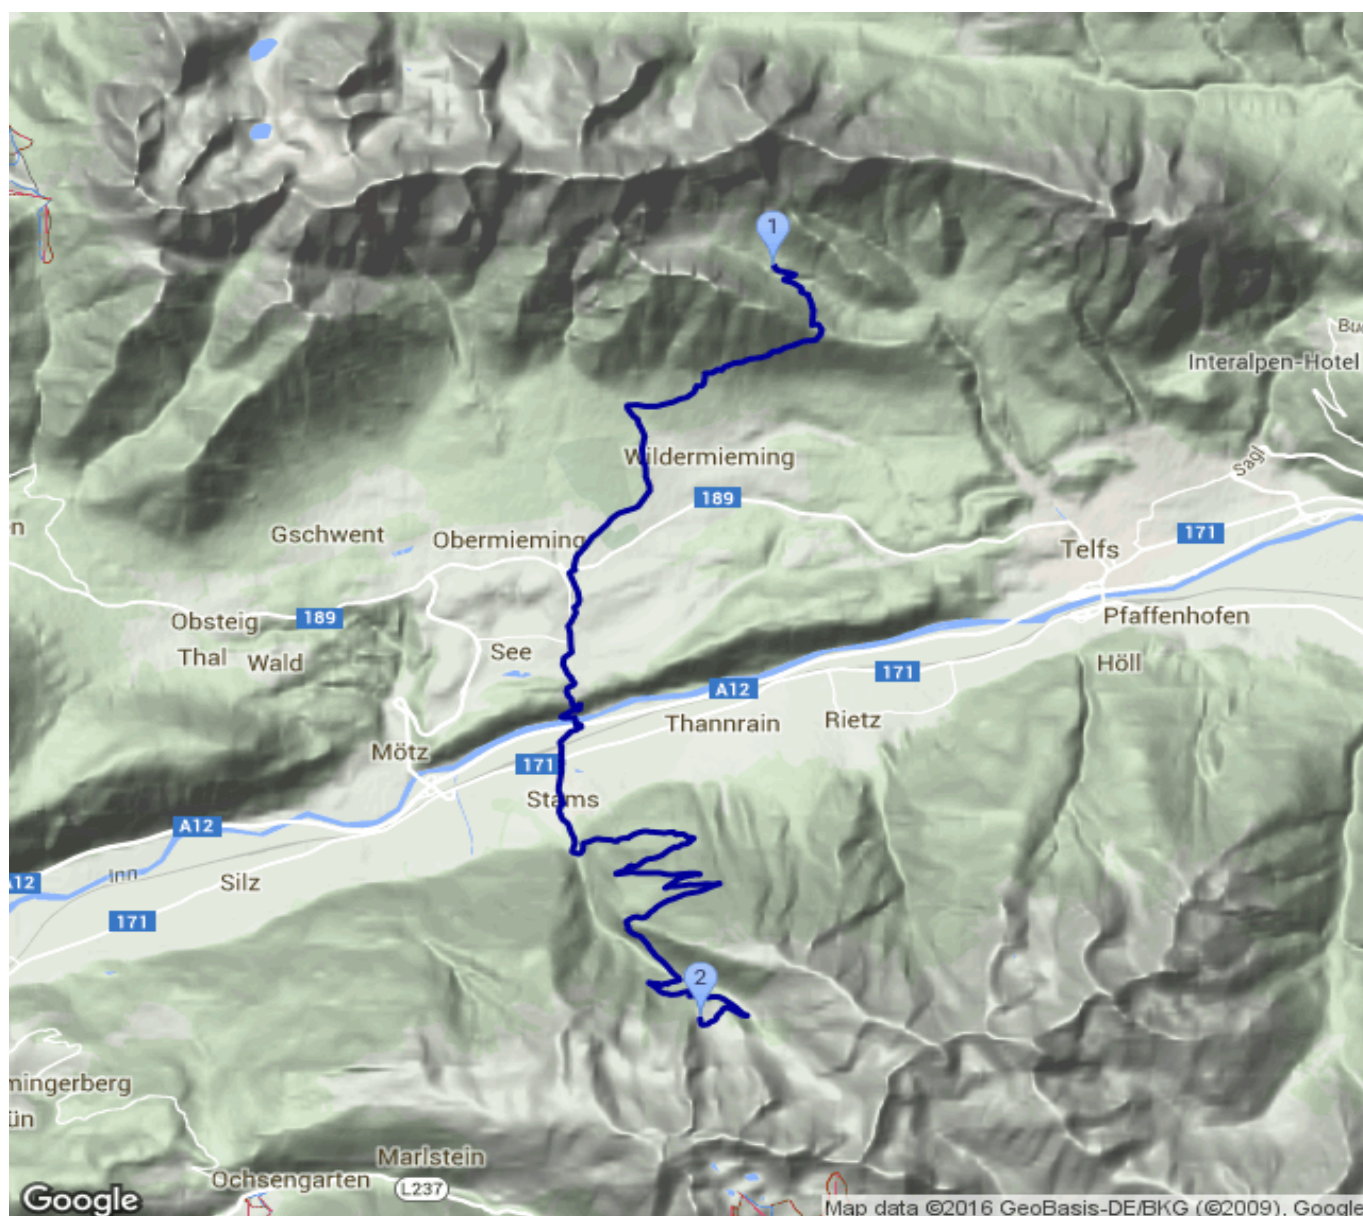 1
Bu
Interalpen-Hotel
Wildermieming
Sagl
189
171
n
Gschwent
Obermieming
Telfs
Obsteig
189
Pfaffenhofen
Thal
Wald
See
Höll
171
A12
Thannrain
Rietz
Mötz
171
Stams
A12
Inn
A12
Silz
171
2
mingerberg
ün
Marlstein
Ochsengarten
L237
Google
Map data ©2016 GeoBasis-DE/BKG (©2009), Google